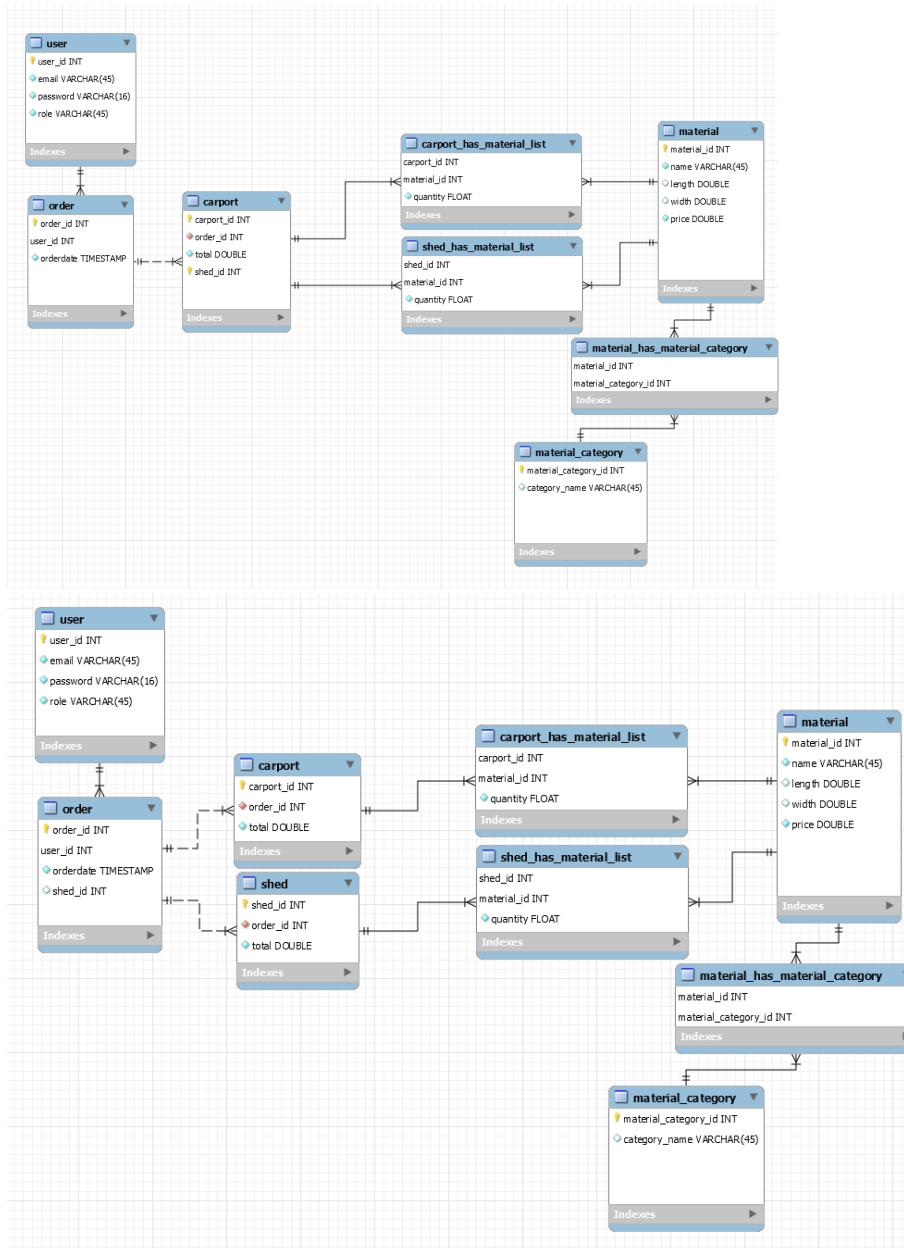 user
user_id INT
email VARCHAR(45)
password VARCHAR(16)
role VARCHAR(45)
Indexes
order
order_id INT
user_id INT
orderdate TIMESTAMP
Indexes
carport
carport_id INT
order_id INT
total DOUBLE
shed_id INT
Indexes
carport_has_material_list
carport_id INT
material_id INT
quantity FLOAT
Indexes
shed_has_material_list
shed_id INT
material_id INT
quantity FLOAT
Indexes
material
material_id INT
name VARCHAR(45)
length DOUBLE
width DOUBLE
price DOUBLE
Indexes
material_has_material_category
material_id INT
material_category_id INT
Indexes
material_category
material_category_id INT
category_name VARCHAR(45)
Indexes
user
user_id INT
email VARCHAR(45)
password VARCHAR(16)
role VARCHAR(45)
Indexes
order
order_id INT
user_id INT
orderdate TIMESTAMP
shed_id INT
Indexes
carport
carport_id INT
order_id INT
total DOUBLE
Indexes
shed
shed_id INT
order_id INT
total DOUBLE
Indexes
carport_has_material_list
carport_id INT
material_id INT
quantity FLOAT
Indexes
shed_has_material_list
shed_id INT
material_id INT
quantity FLOAT
Indexes
material
material_id INT
name VARCHAR(45)
length DOUBLE
width DOUBLE
price DOUBLE
Indexes
material_has_material_category
material_id INT
material_category_id INT
Indexes
material_category
material_category_id INT
category_name VARCHAR(45)
Indexes